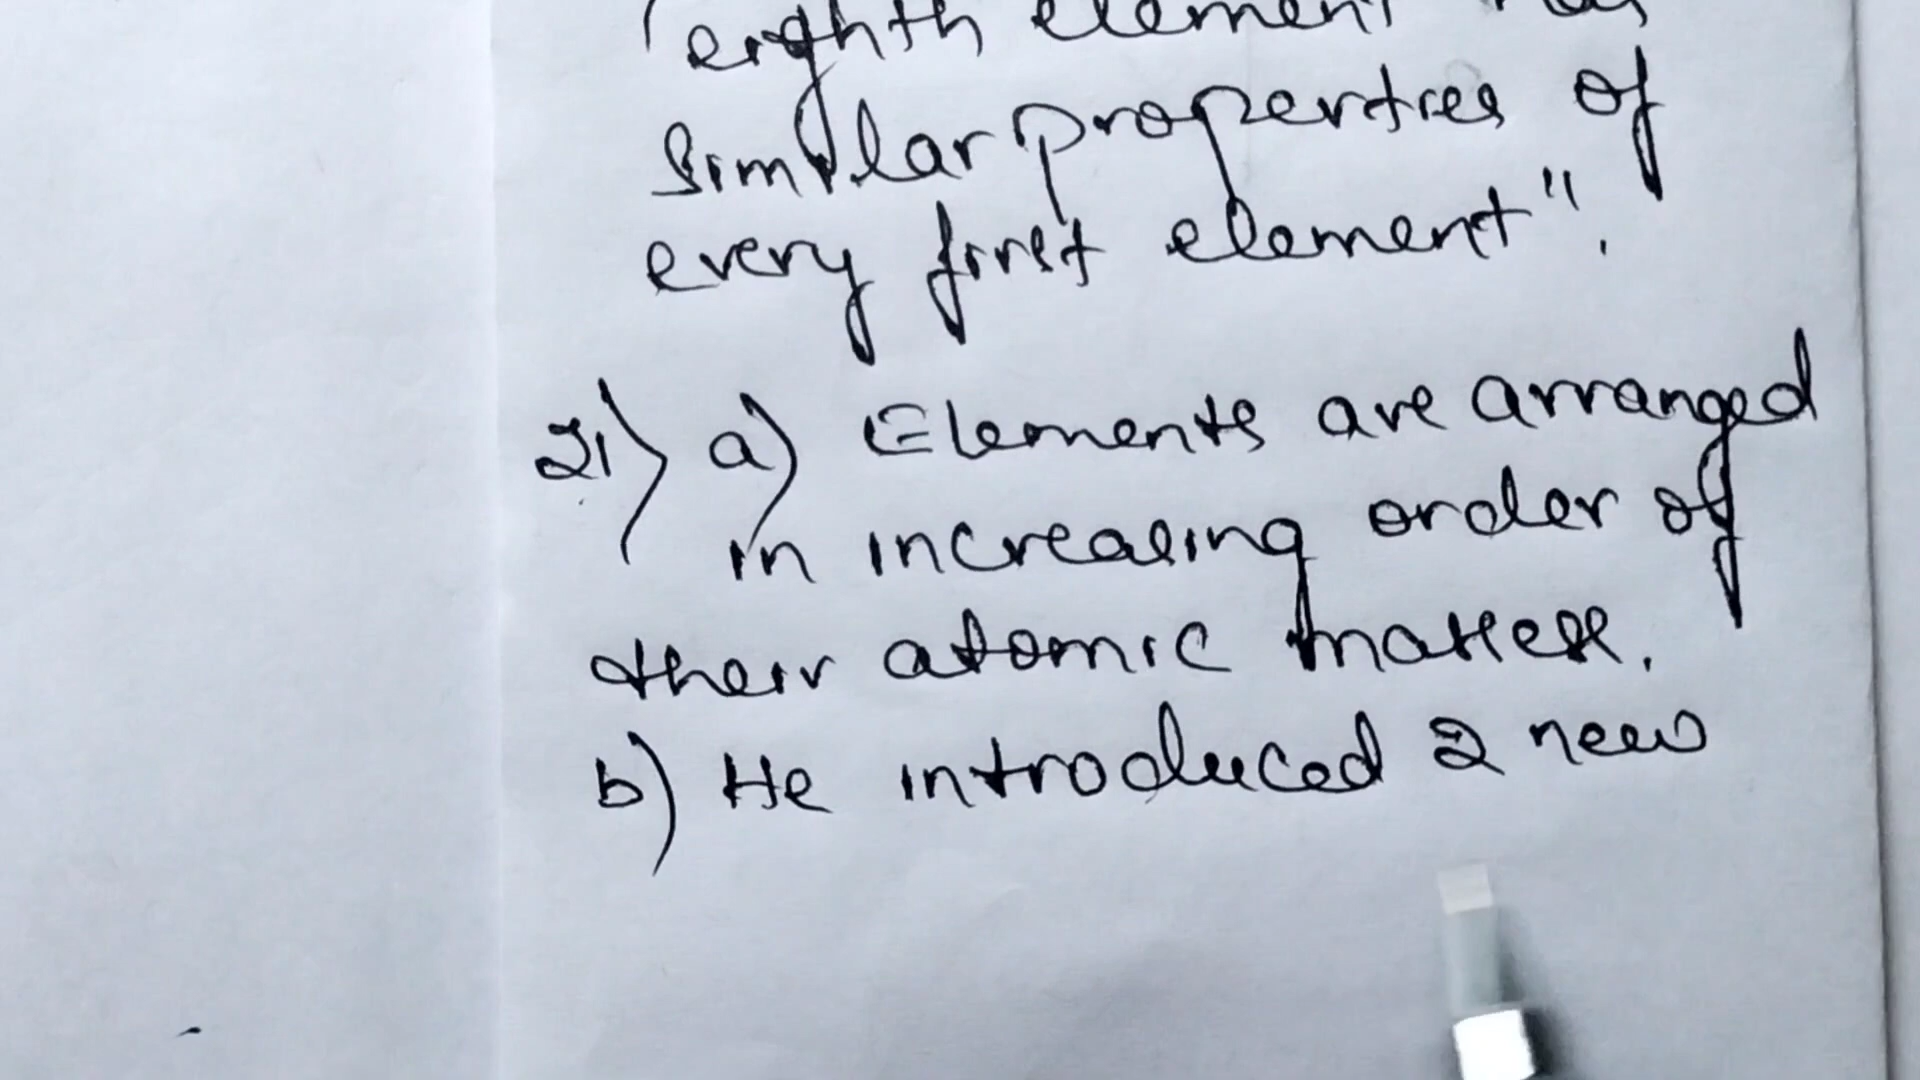 "eighth element has
similar properties of
every first element".
21) a) Elements are arranged
in increasing order of
their atomic masses.
b) He introduced 2 new